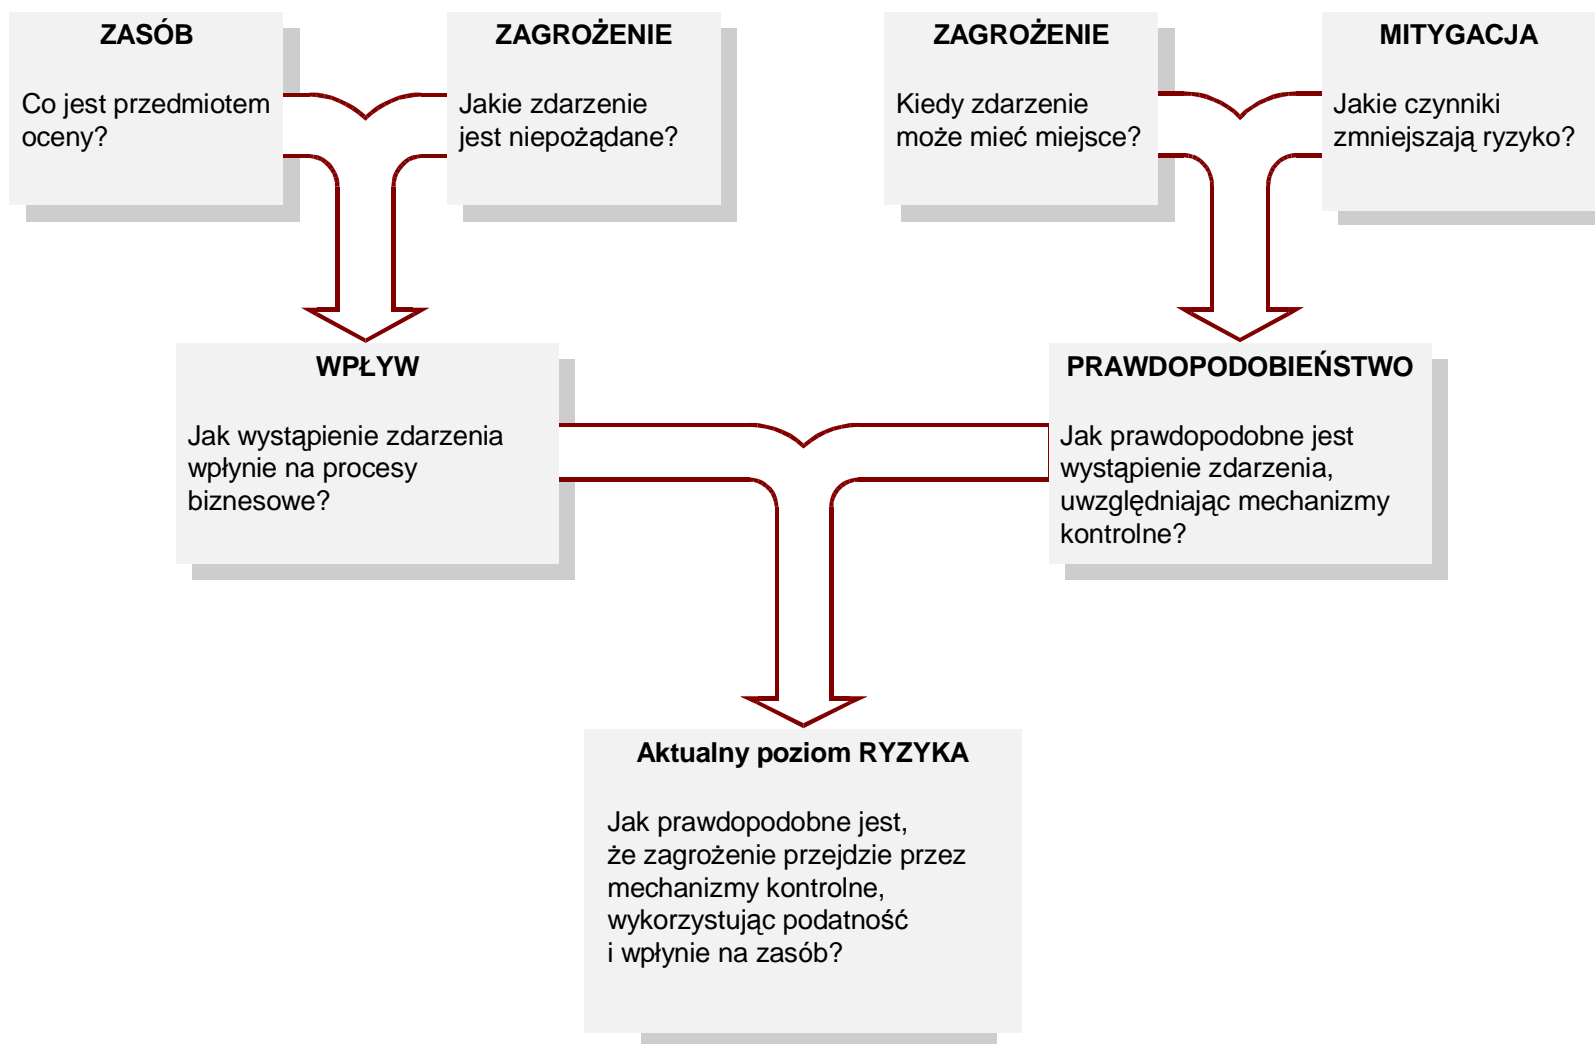 ZASÓB
Co jest przedmiotem
oceny?
ZAGROŻENIE
Jakie zdarzenie
jest niepożądane?
ZAGROŻENIE
Kiedy zdarzenie
może mieć miejsce?
MITYGACJA
Jakie czynniki
zmniejszają ryzyko?
WPŁYW
Jak wystąpienie zdarzenia
wpłynie na procesy
biznesowe?
PRAWDOPODOBIEŃSTWO
Jak prawdopodobne jest
wystąpienie zdarzenia,
uwzględniając mechanizmy
kontrolne?
Aktualny poziom RYZYKA
Jak prawdopodobne jest,
że zagrożenie przejdzie przez
mechanizmy kontrolne,
wykorzystując podatność
i wpłynie na zasób?